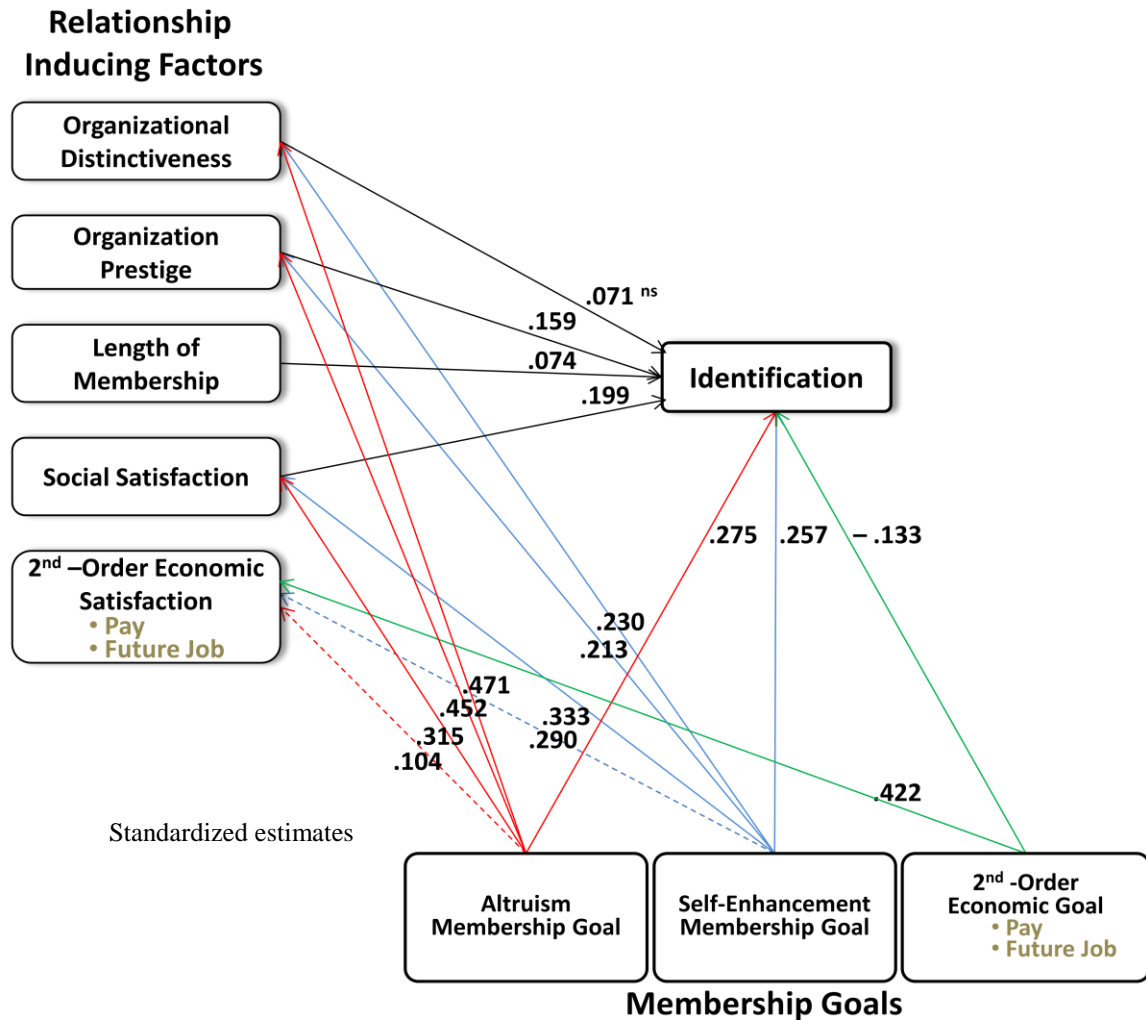 Relationship
Inducing Factors
Organizational
Distinctiveness
Organization
Prestige
Length of
Membership
Social Satisfaction
2nd –Order Economic
Satisfaction
• Pay
• Future Job
.071 ns
.159
.074
.199
Identification
.275
.257
– .133
.230
.213
.471
.452
.333
.315
.290
.104
.422
Standardized estimates
Altruism
Membership Goal
Self-Enhancement
Membership Goal
2nd -Order
Economic Goal
• Pay
• Future Job
Membership Goals